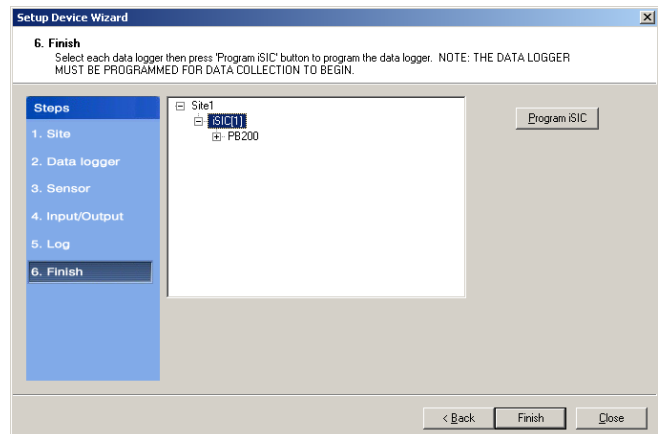 Setup Device Wizard
6. Finish
Select each data logger then press 'Program iSIC' button to program the data logger. NOTE: THE DATA LOGGER
MUST BE PROGRAMMED FOR DATA COLLECTION TO BEGIN.
Steps
1. Site
2. Data logger
3. Sensor
4. Input/Output
5. Log
6. Finish
Site1
iSIC[1]
PB200
Program iSIC
< Back
Finish
Close